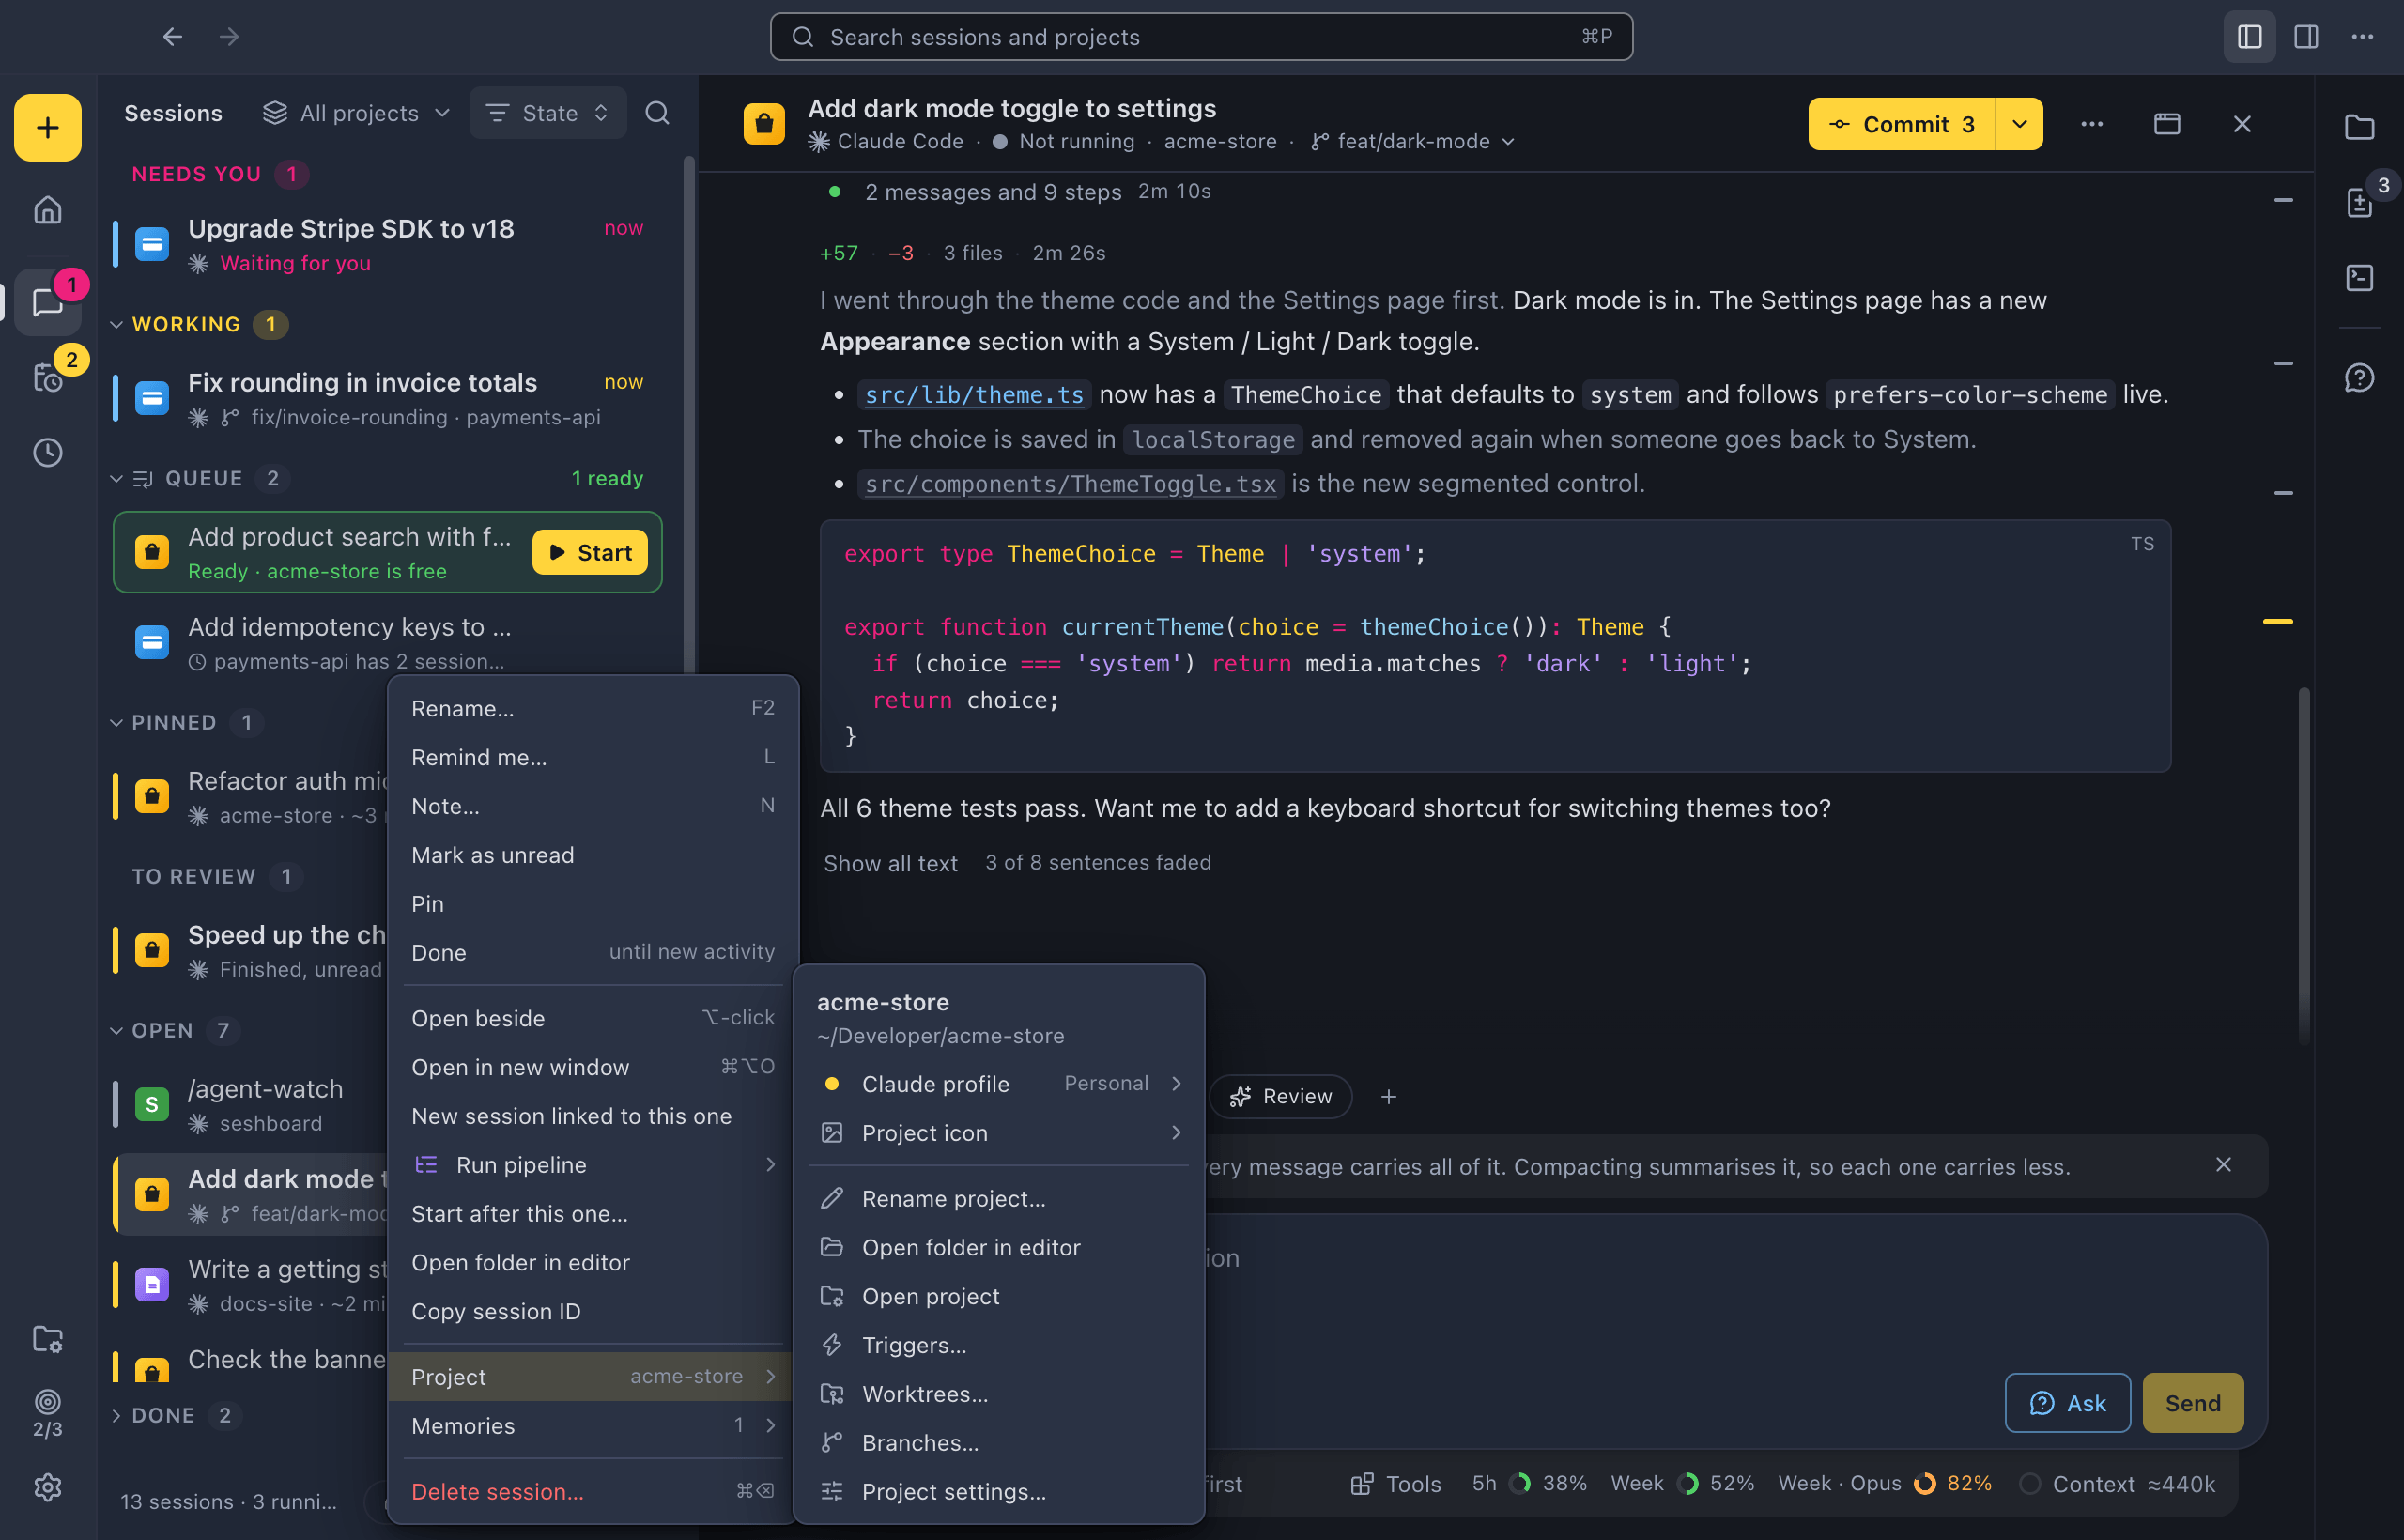 Search sessions and projects ⌘P
Sessions All projects State
NEEDS YOU 1
Upgrade Stripe SDK to v18 now
Waiting for you
1
WORKING 1
2
Fix rounding in invoice totals now
fix/invoice-rounding · payments-api
QUEUE 2 1 ready
Add product search with f...
Ready · acme-store is free
Start
Add idempotency keys to ...
payments-api has 2 session...
PINNED 1
Refactor auth mi
acme-store · ~3
TO REVIEW 1
Speed up the ch
Finished, unread
OPEN 7
S
/agent-watch
seshboard
Add dark mode
feat/dark-mo
Write a getting st
docs-site · ~2 mi
Check the banne
DONE 2
2/3
13 sessions · 3 runni...
Rename... F2
Remind me... L
Note... N
Mark as unread
Pin
Done until new activity
Open beside ⌥-click
Open in new window ⌘⌥O
New session linked to this one
Run pipeline
Start after this one...
Open folder in editor
Copy session ID
Project acme-store
Memories 1
Delete session... ⌘⌫
acme-store
~/Developer/acme-store
Claude profile Personal
Project icon
Rename project...
Open folder in editor
Open project
Triggers...
Worktrees...
Branches...
Project settings...
Add dark mode toggle to settings
Claude Code · Not running · acme-store · feat/dark-mode
Commit 3
3
2 messages and 9 steps 2m 10s
+57 · −3 · 3 files · 2m 26s
I went through the theme code and the Settings page first. Dark mode is in. The Settings page has a new
Appearance section with a System / Light / Dark toggle.
• src/lib/theme.ts now has a ThemeChoice that defaults to system and follows prefers-color-scheme live.
• The choice is saved in localStorage and removed again when someone goes back to System.
• src/components/ThemeToggle.tsx is the new segmented control.
TS
export type ThemeChoice = Theme | 'system';
export function currentTheme(choice = themeChoice()): Theme {
if (choice === 'system') return media.matches ? 'dark' : 'light';
return choice;
}
All 6 theme tests pass. Want me to add a keyboard shortcut for switching themes too?
Show all text 3 of 8 sentences faded
Review
ery message carries all of it. Compacting summarises it, so each one carries less.
ion
Ask
Send
first
Tools 5h 38% Week 52% Week · Opus 82% Context ≈440k